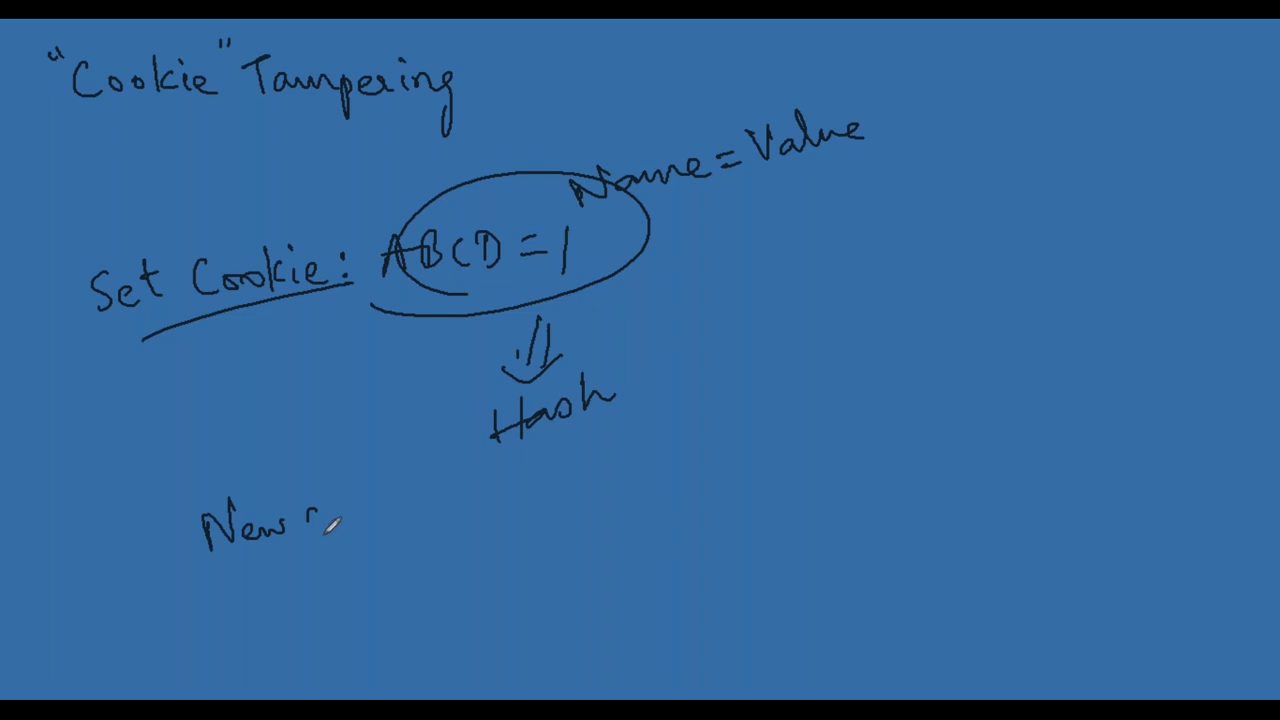 "Cookie" Tampering
Name = Value
Set Cookie: ABCD = 1
Hash
New